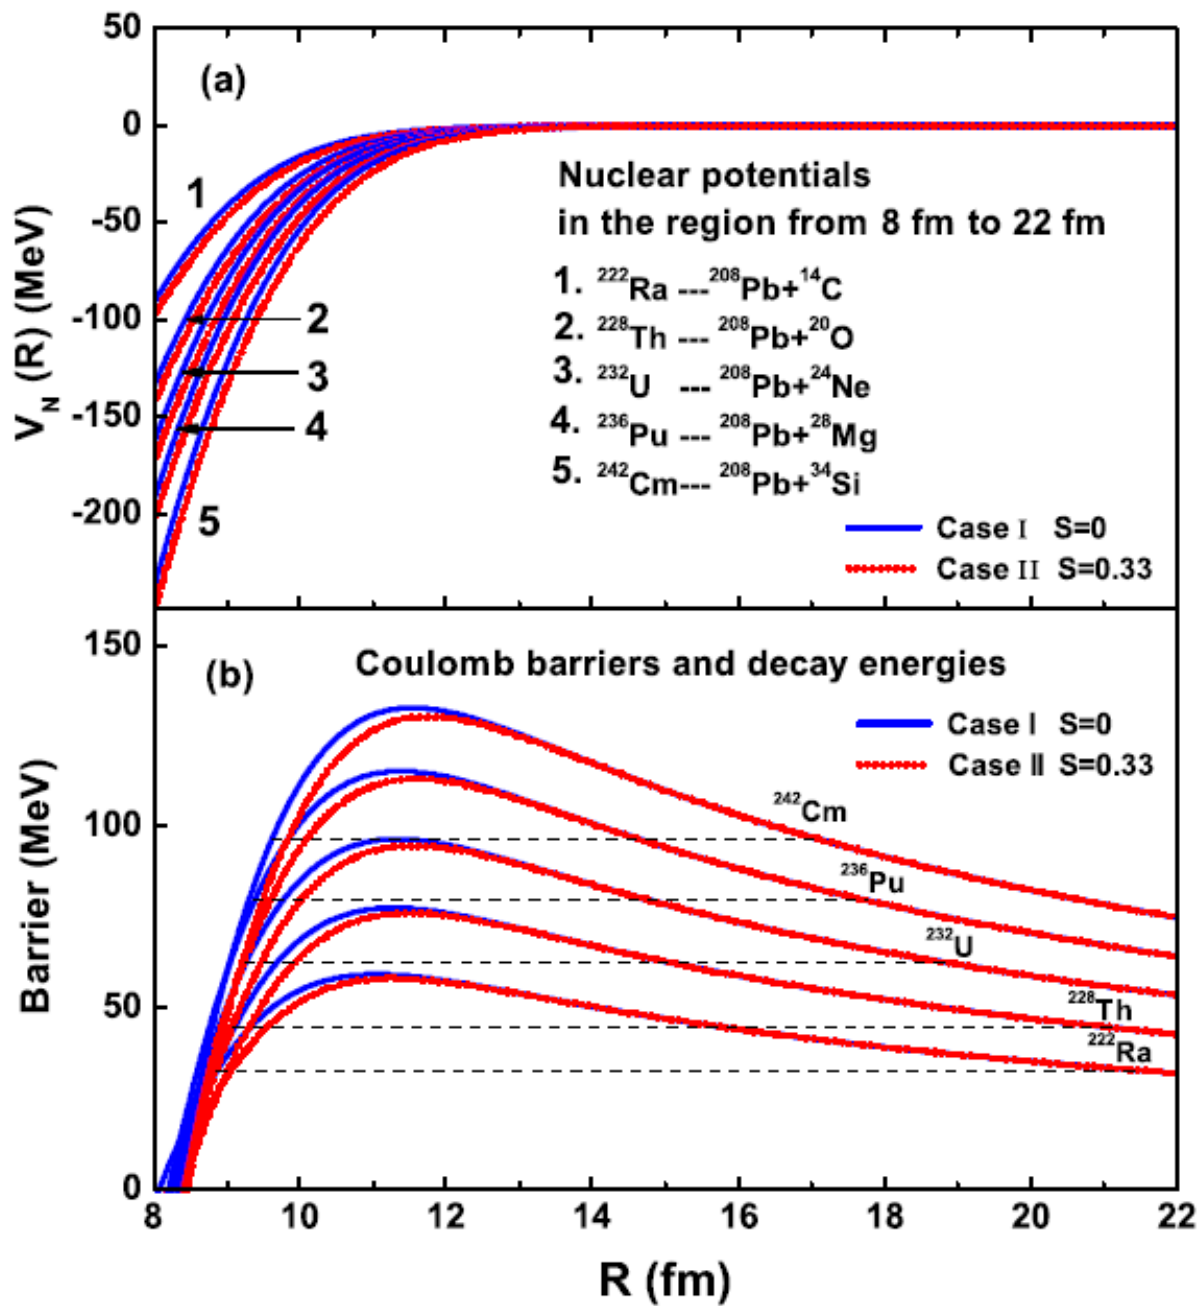 50
(a)
0
-50
-100
-150
-200
V_N (R) (MeV)
1
2
3
4
5
Nuclear potentials
in the region from 8 fm to 22 fm
1. ²²²Ra ---²⁰⁸Pb+¹⁴C
2. ²²⁸Th --- ²⁰⁸Pb+²⁰O
3. ²³²U --- ²⁰⁸Pb+²⁴Ne
4. ²³⁶Pu --- ²⁰⁸Pb+²⁸Mg
5. ²⁴²Cm--- ²⁰⁸Pb+³⁴Si
Case I S=0
Case II S=0.33
150
100
50
0
Barrier (MeV)
(b)
Coulomb barriers and decay energies
Case I S=0
Case II S=0.33
²⁴²Cm
²³⁶Pu
²³²U
²²⁸Th
²²²Ra
8 10 12 14 16 18 20 22
R (fm)